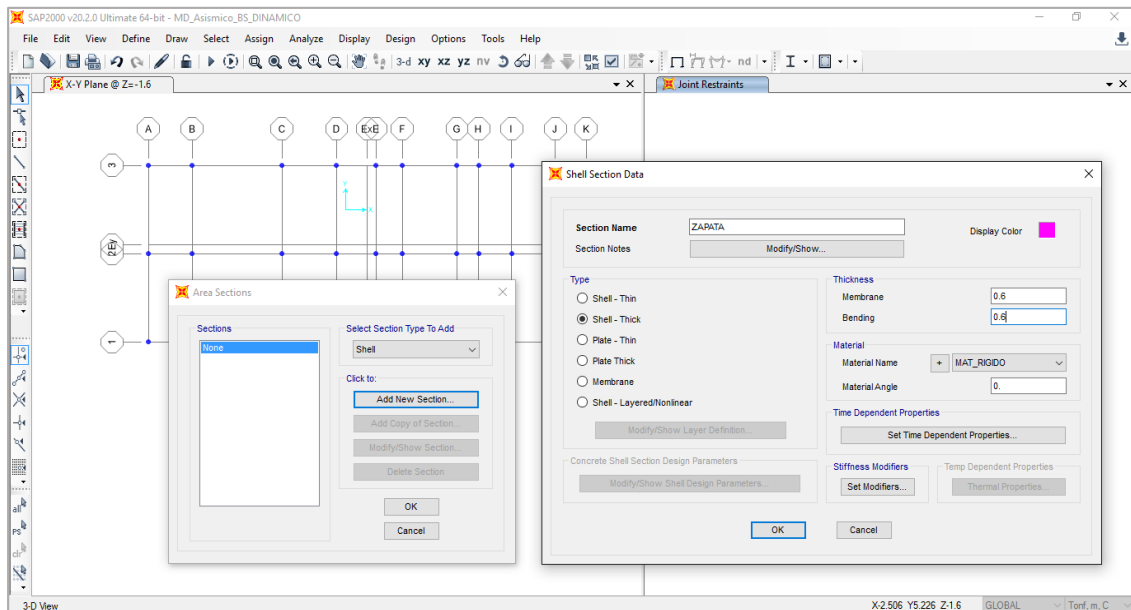 SAP2000 v20.2.0 Ultimate 64-bit - MD_Asismico_BS_DINAMICO
File Edit View Define Draw Select Assign Analyze Display Design Options Tools Help
3-d xy xz yz nv nd
X-Y Plane @ Z=-1.6
Joint Restraints
A B C D ExE F G H I J K
3
Y
X
2EY
1
Area Sections
Sections
None
Select Section Type To Add
Shell
Click to:
Add New Section...
Add Copy of Section...
Modify/Show Section...
Delete Section
OK
Cancel
Shell Section Data
Section Name ZAPATA
Display Color
Section Notes Modify/Show...
Type
Shell - Thin
Shell - Thick
Plate - Thin
Plate Thick
Membrane
Shell - Layered/Nonlinear
Modify/Show Layer Definition...
Concrete Shell Section Design Parameters
Modify/Show Shell Design Parameters...
Thickness
Membrane 0.6
Bending 0.6
Material
Material Name + MAT_RIGIDO
Material Angle 0.
Time Dependent Properties
Set Time Dependent Properties...
Stiffness Modifiers
Set Modifiers...
Temp Dependent Properties
Thermal Properties...
OK
Cancel
all
PS
clr
3-D View
X-2.506 Y5.226 Z-1.6
GLOBAL
Tonf, m, C